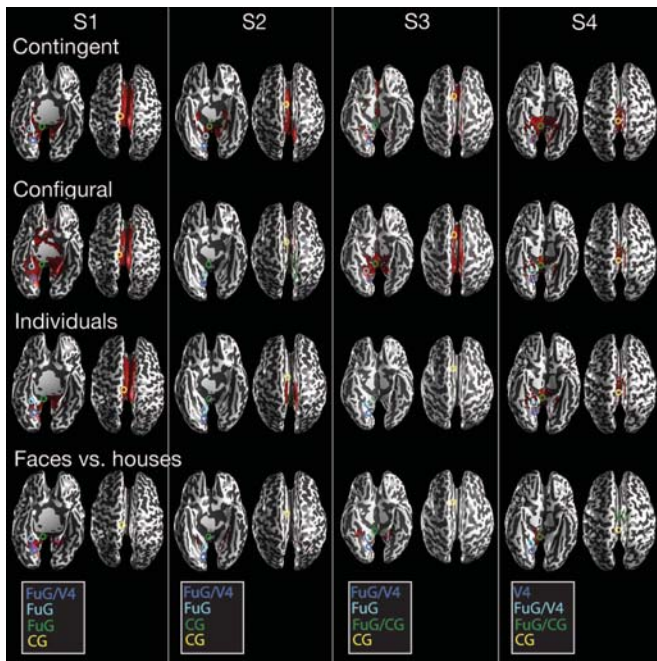 S1 S2 S3 S4
Contingent
Configural
Individuals
Faces vs. houses
FuG/V4
FuG
FuG
CG
FuG/V4
FuG
CG
CG
FuG/V4
FuG
FuG/CG
CG
V4
FuG/V4
FuG/CG
CG